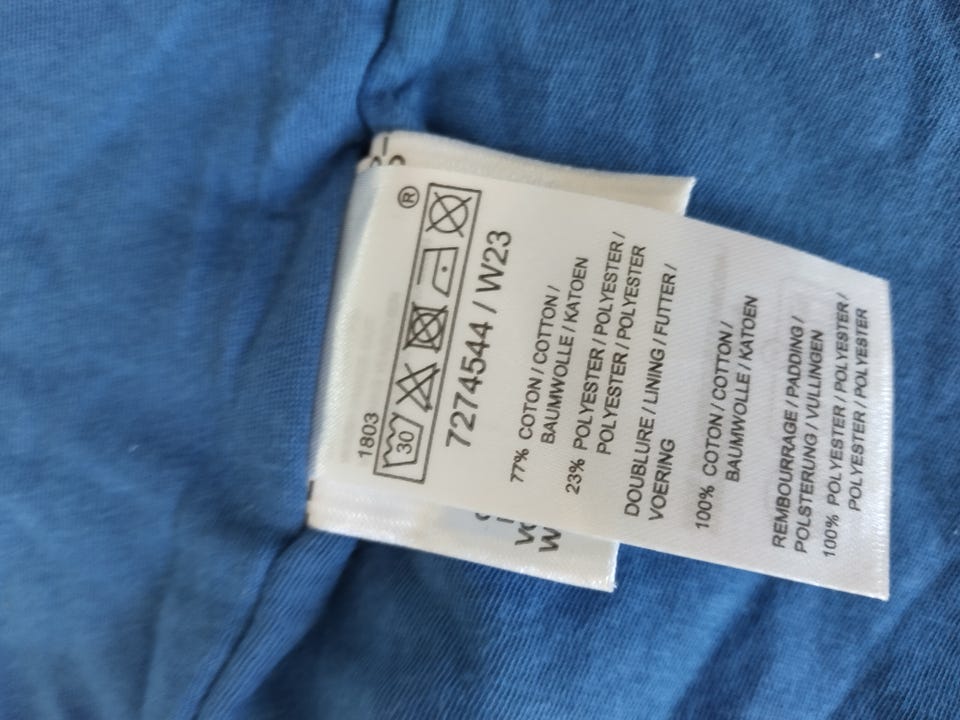 1803
®
30
7274544 / W23
77% COTON / COTTON /
BAUMWOLLE / KATOEN
23% POLYESTER / POLYESTER /
POLYESTER / POLYESTER
DOUBLURE / LINING / FUTTER /
VOERING
100% COTON / COTTON /
BAUMWOLLE / KATOEN
REMBOURRAGE / PADDING /
POLSTERUNG / VULLINGEN
100% POLYESTER / POLYESTER /
POLYESTER / POLYESTER